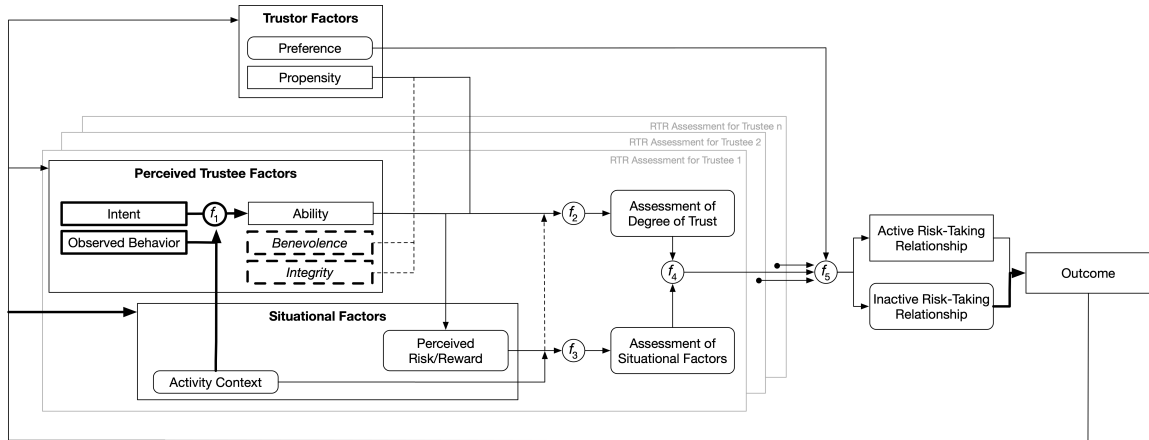 Trustor Factors
Preference
Propensity
RTR Assessment for Trustee n
RTR Assessment for Trustee 2
RTR Assessment for Trustee 1
Perceived Trustee Factors
Intent
f1
Ability
Observed Behavior
Benevolence
Integrity
f2
Assessment of
Degree of Trust
f4
f5
Active Risk-Taking
Relationship
Inactive Risk-Taking
Relationship
Outcome
Situational Factors
Perceived
Risk/Reward
f3
Assessment of
Situational Factors
Activity Context